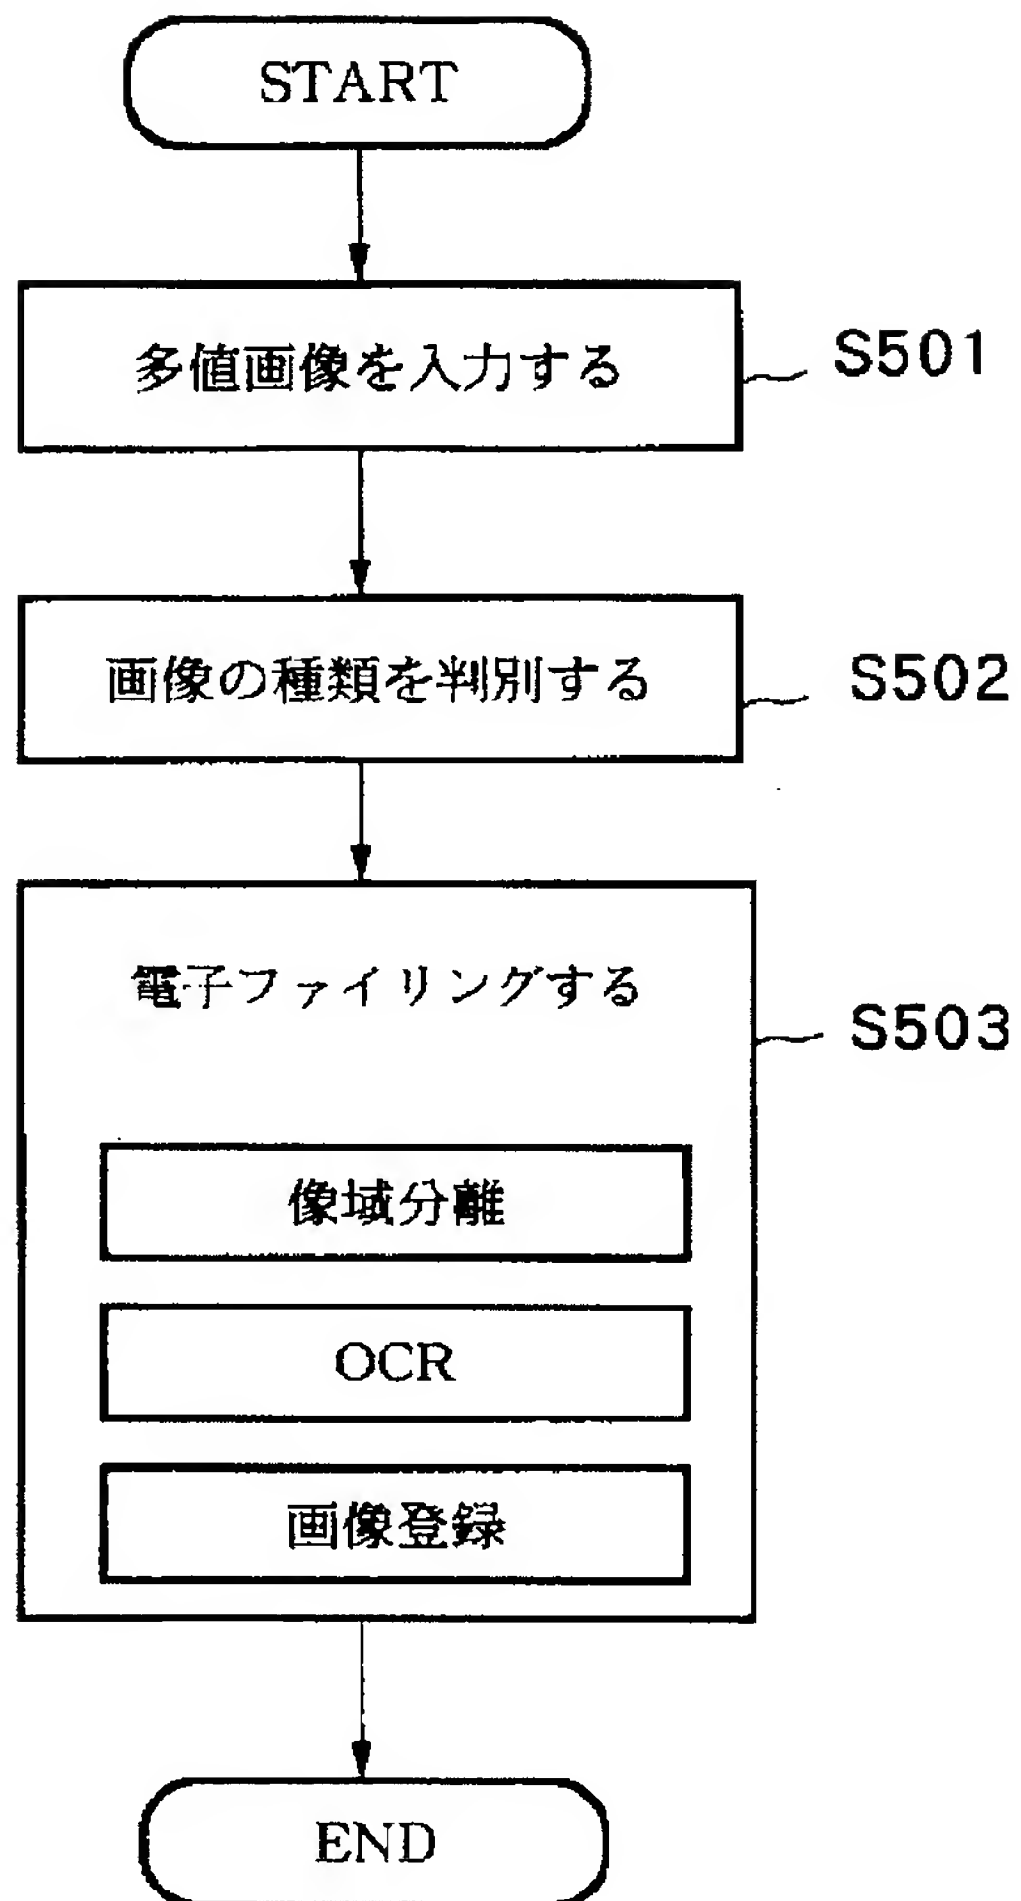 START
多値画像を入力する
S501
画像の種類を判別する
S502
電子ファイリングする
S503
像域分離
OCR
画像登録
END